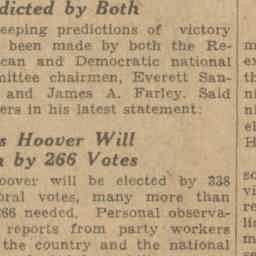 dicted by Both
eeping predictions of victory
been made by both the Re-
can and Democratic national
mittee chairmen, Everett San-
and James A. Farley. Said
ers in his latest statement:
s Hoover Will
n by 266 Votes
oover will be elected by 338
oral votes, many more than
266 needed. Personal observa-
reports from party workers
the country and the national